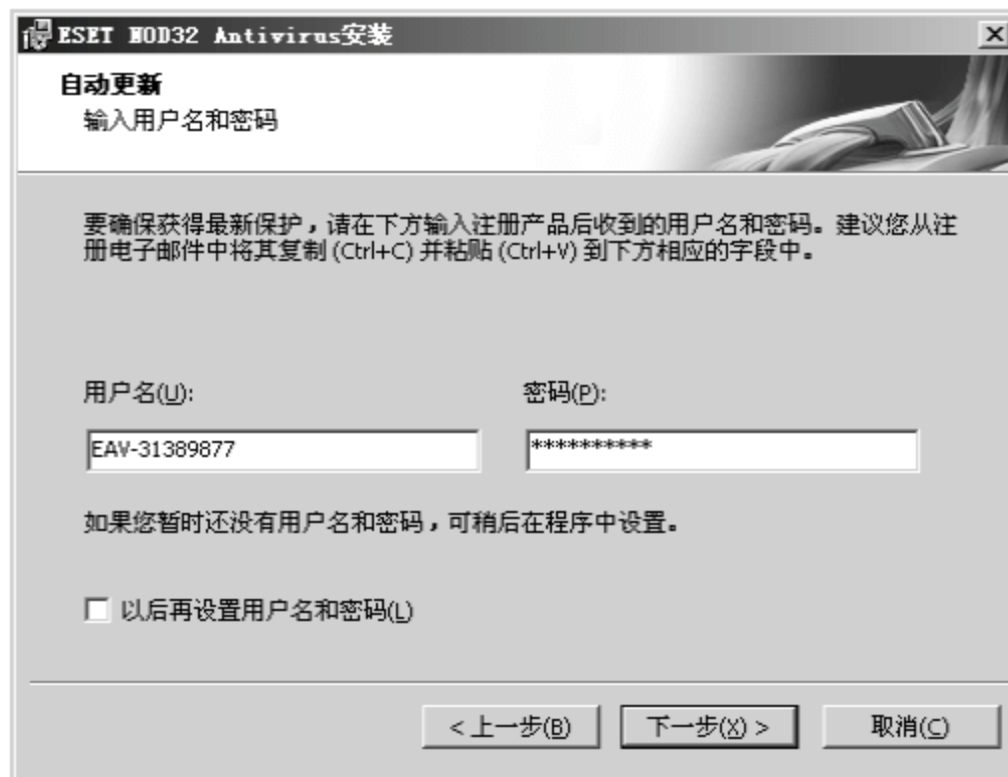 ESET NOD32 Antivirus安装
自动更新
输入用户名和密码
要确保获得最新保护，请在下方输入注册产品后收到的用户名和密码。建议您从注
册电子邮件中将其复制 (Ctrl+C) 并粘贴 (Ctrl+V) 到下方相应的字段中。
用户名(U): 密码(P):
EAV-31389877 **********
如果您暂时还没有用户名和密码，可稍后在程序中设置。
以后再设置用户名和密码(L)
< 上一步(B) 下一步(X) > 取消(C)